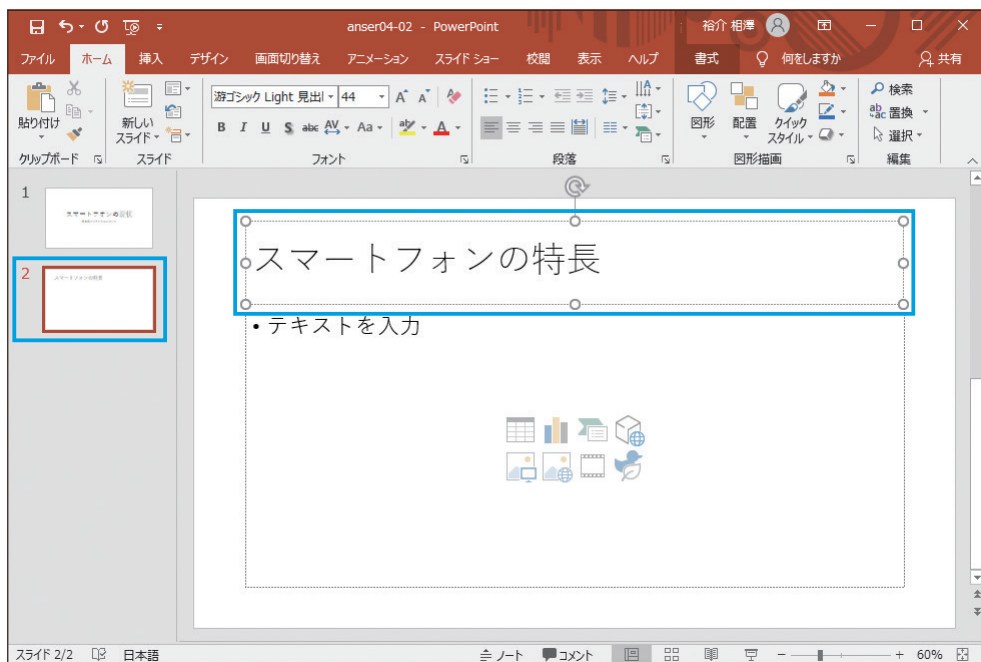 anser04-02 - PowerPoint
裕介 相澤
ファイル ホーム 挿入 デザイン 画面切り替え アニメーション スライド ショー 校閲 表示 ヘルプ 書式 何をしますか 共有
貼り付け
新しい
スライド
游ゴシック Light 見出し 44 A A
B I U S abc AV Aa aby A
図形 配置 クイック
スタイル
検索
置換
選択
クリップボード スライド フォント 段落 図形描画 編集
1
スマートフォンの現状
2
スマートフォンの特長
スマートフォンの特長
• テキストを入力
スライド 2/2 日本語 ノート コメント 60%